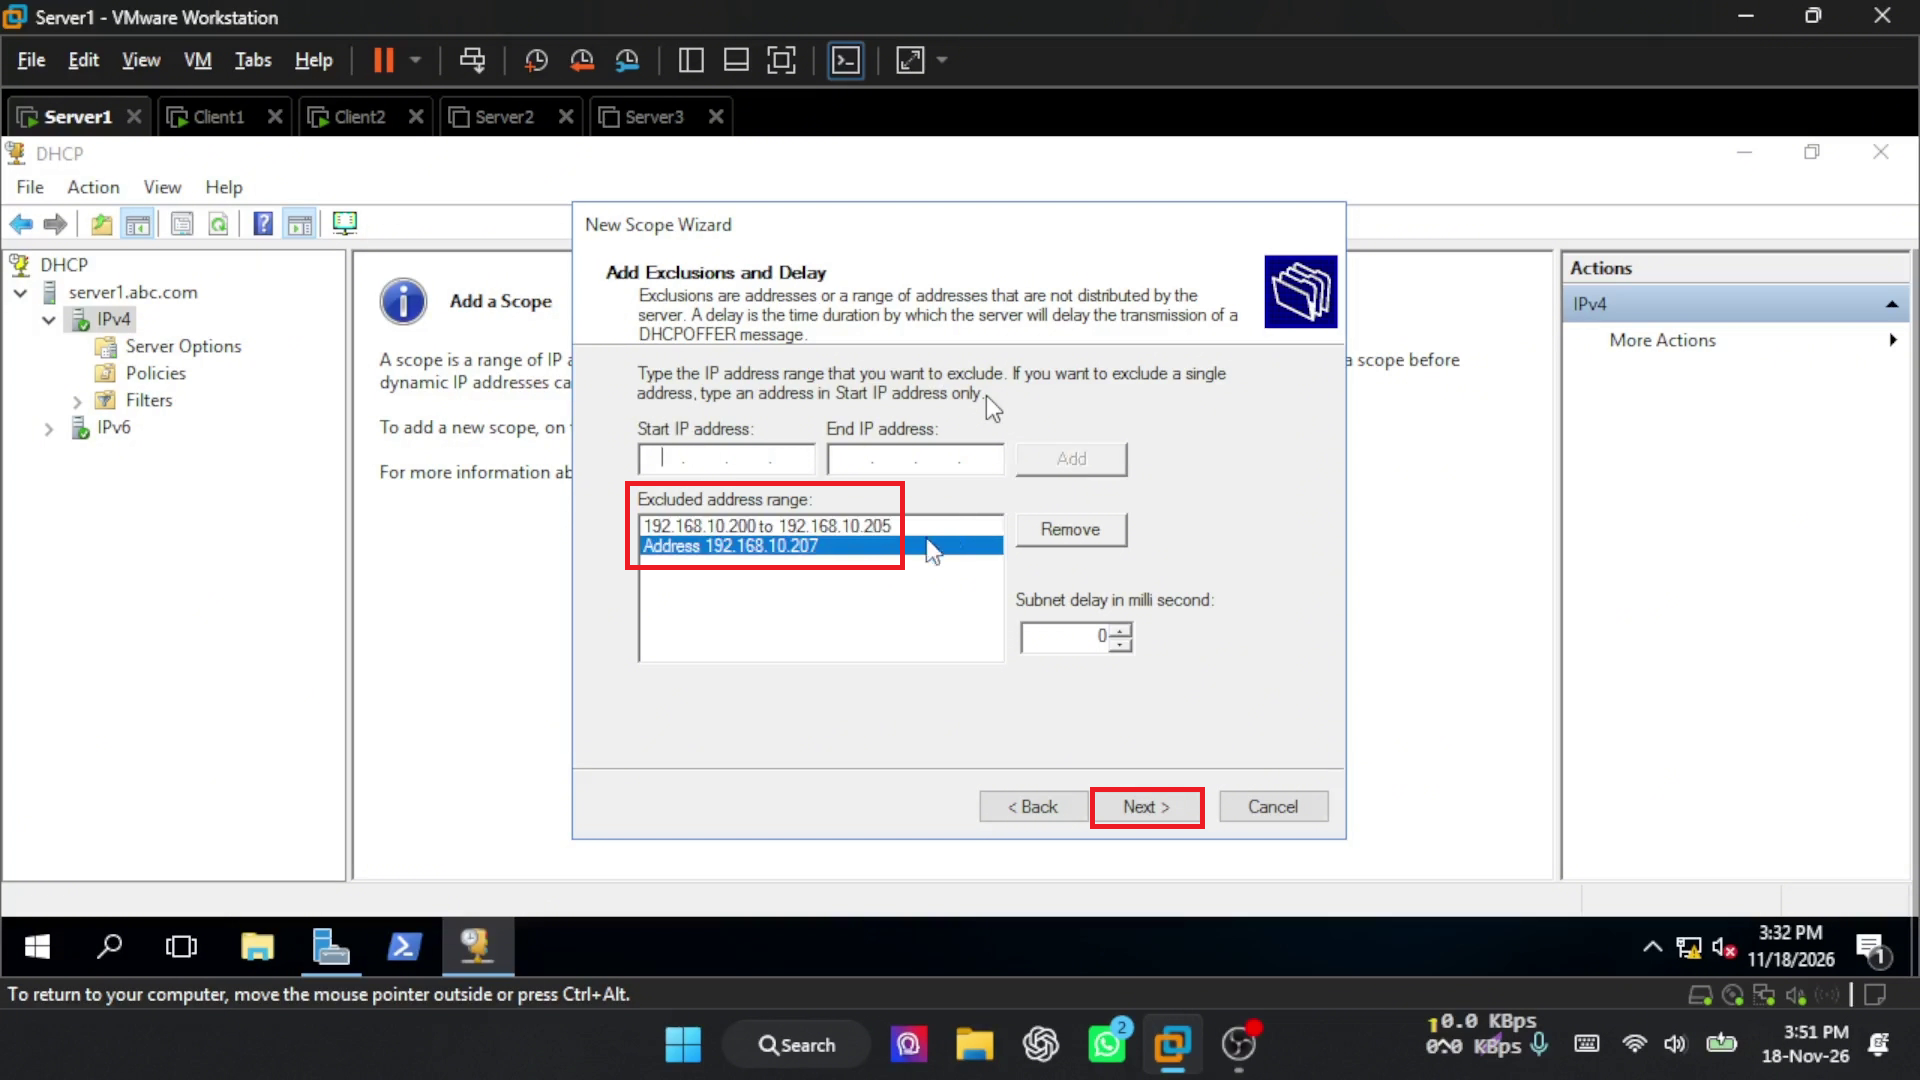 Server1 - VMware Workstation
File Edit View VM Tabs Help
Server1 Client1 Client2 Server2 Server3
DHCP
File Action View Help
New Scope Wizard
Add Exclusions and Delay
Exclusions are addresses or a range of addresses that are not distributed by the
server. A delay is the time duration by which the server will delay the transmission of a
DHCPOFFER message.
DHCP
server1.abc.com
IPv4
Server Options
Policies
Filters
IPv6
Add a Scope
A scope is a range of IP a
a scope before
dynamic IP addresses ca
To add a new scope, on
For more information ab
Type the IP address range that you want to exclude. If you want to exclude a single
address, type an address in Start IP address only.
Start IP address: End IP address:
Add
Excluded address range:
192.168.10.200 to 192.168.10.205
Address 192.168.10.207
Remove
Subnet delay in milli second:
0
< Back Next > Cancel
Actions
IPv4
More Actions
3:32 PM
11/18/2026
1
To return to your computer, move the mouse pointer outside or press Ctrl+Alt.
Search
2
0.0 KBps
0.0 KBps
3:51 PM
18-Nov-26